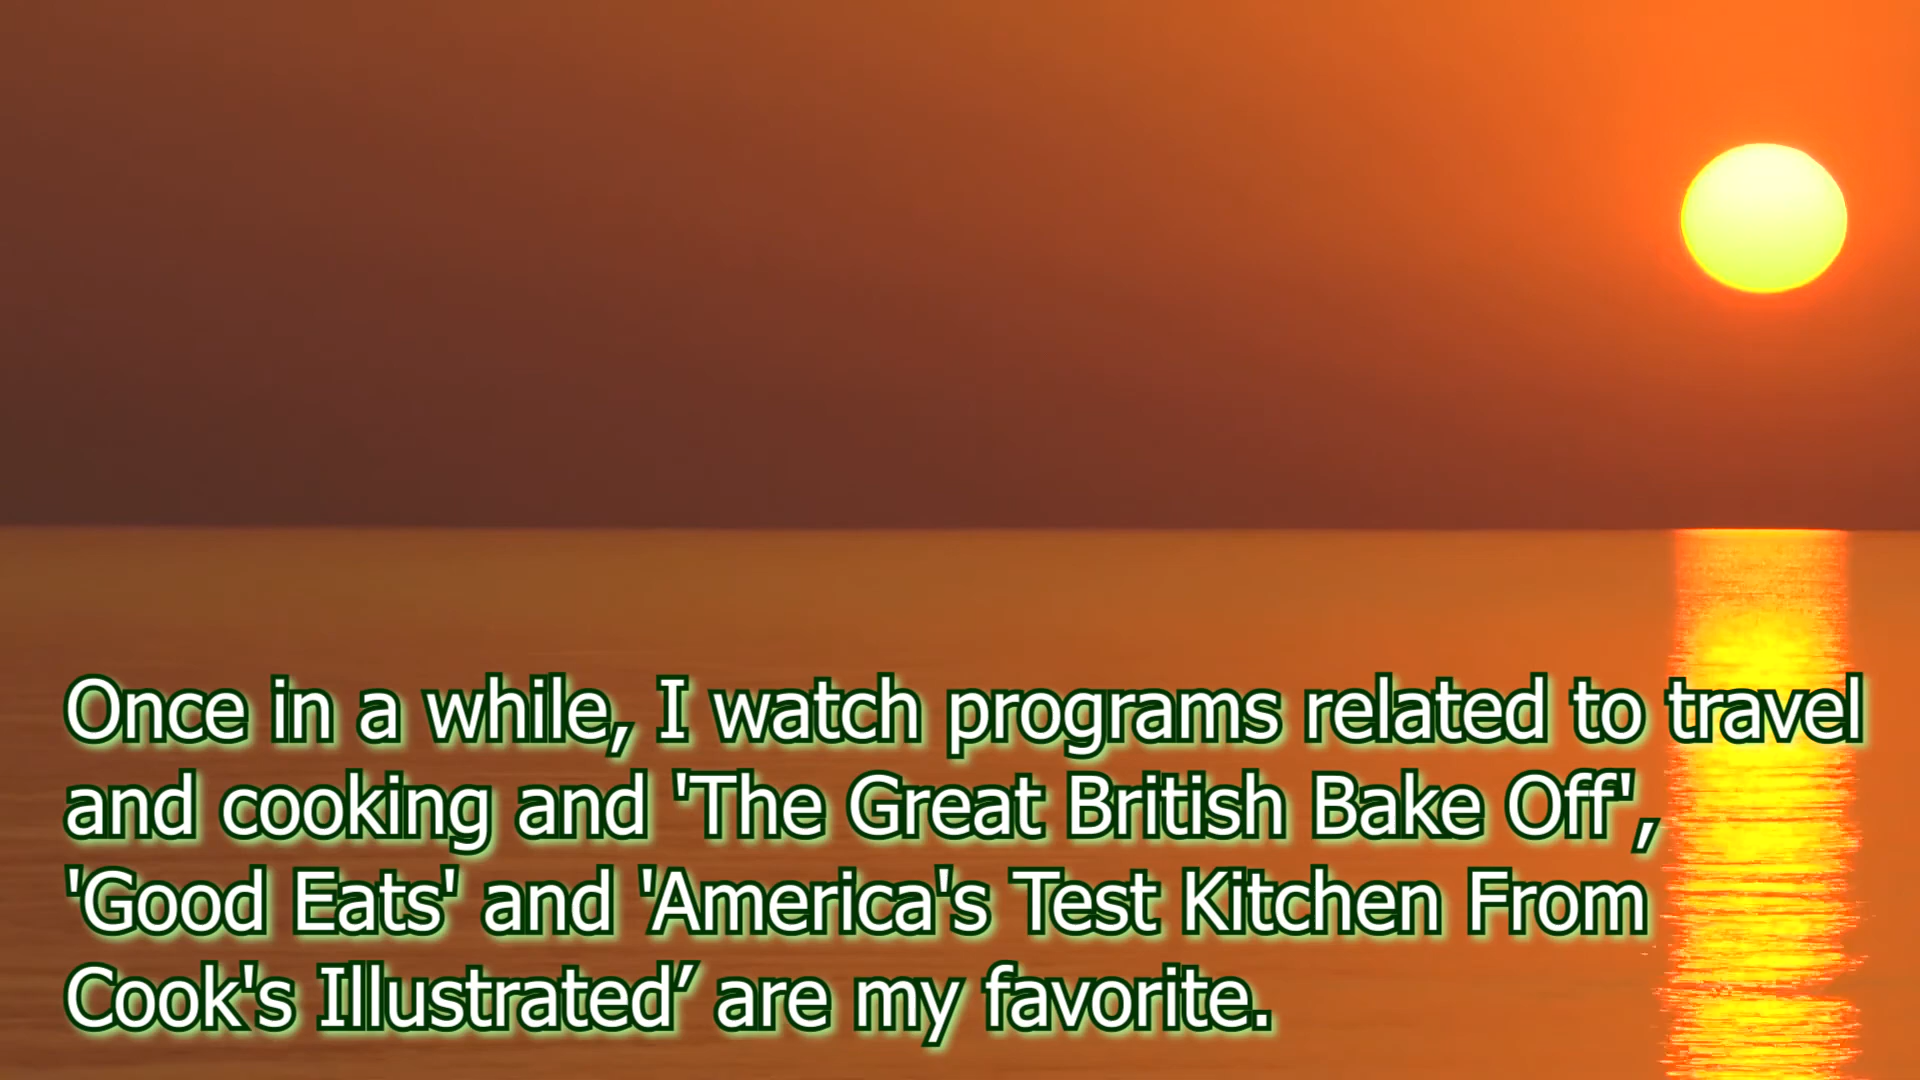 Once in a while, I watch programs related to travel
and cooking and 'The Great British Bake Off',
'Good Eats' and 'America's Test Kitchen From
Cook's Illustrated’ are my favorite.